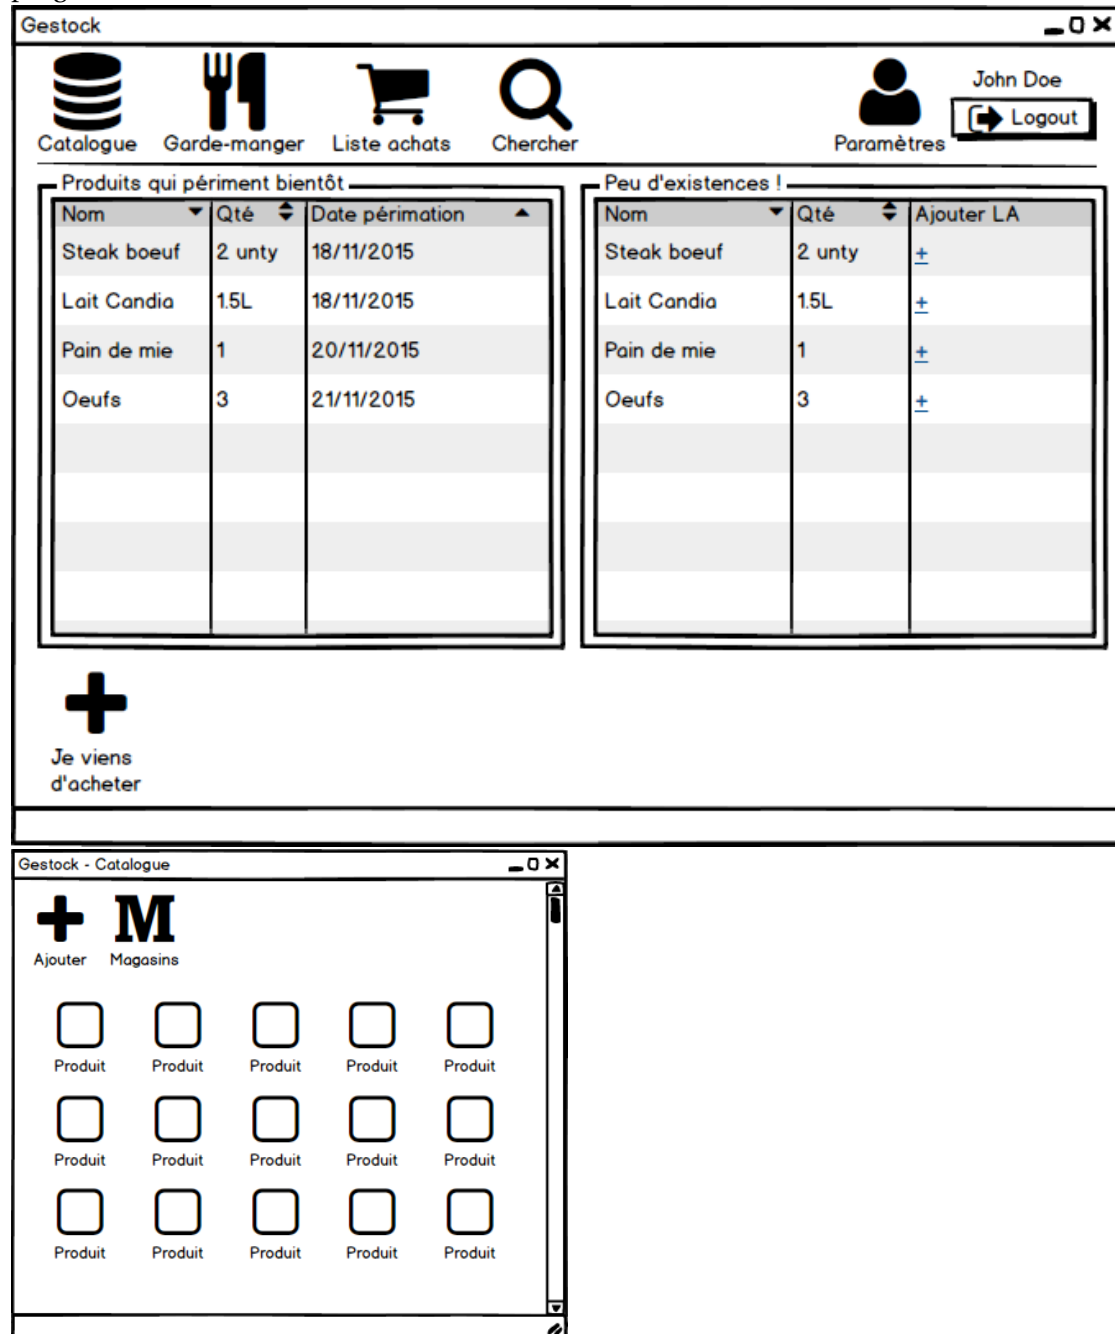 Gestock
John Doe
Logout
Catalogue Garde-manger Liste achats Chercher Paramètres
Produits qui périment bientôt
Nom Qté Date périmation
Steak boeuf 2 unty 18/11/2015
Lait Candia 1.5L 18/11/2015
Pain de mie 1 20/11/2015
Oeufs 3 21/11/2015
Peu d'existences !
Nom Qté Ajouter LA
Steak boeuf 2 unty +
Lait Candia 1.5L +
Pain de mie 1 +
Oeufs 3 +
Je viens
d'acheter
Gestock - Catalogue
M
Ajouter Magasins
Produit Produit Produit Produit Produit
Produit Produit Produit Produit Produit
Produit Produit Produit Produit Produit